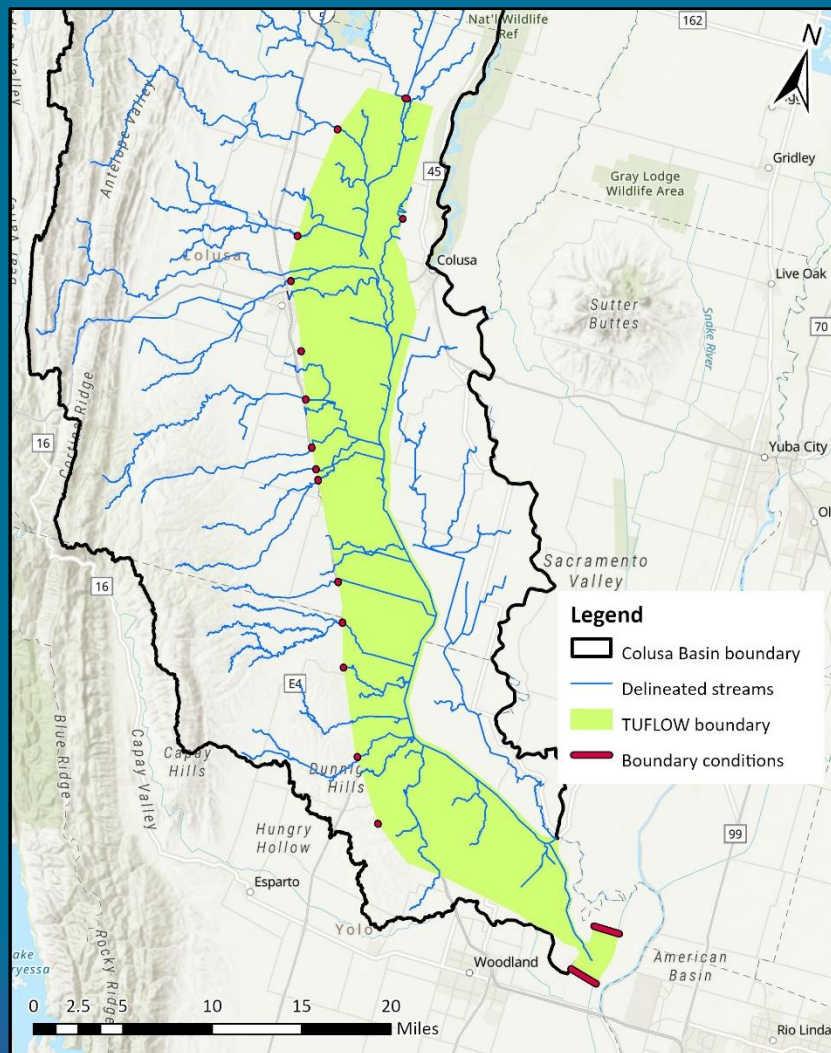 5
Nat'l Wildlife
Ref
162
N
Gridley
Antelope Valley
45
Gray Lodge
Wildlife Area
Colusa
Colusa
Live Oak
Sutter
Buttes
Snake River
70
Cortina Ridge
16
Yuba City
16
Sacramento
Valley
Legend
Colusa Basin boundary
Delineated streams
TUFLOW boundary
Boundary conditions
E4
Blue Ridge
Capay Valley
Capay
Hills
Hills
Hungry
Hollow
99
Esparto
Yolo
Woodland
American
Basin
Rocky Ridge
0 2.5 5 10 15 20
Miles
Rio Linda